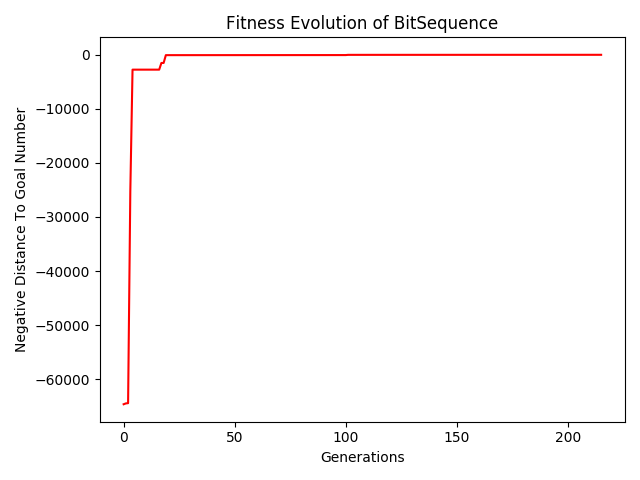 Fitness Evolution of BitSequence
Negative Distance To Goal Number
0
−10000
−20000
−30000
−40000
−50000
−60000
0 50 100 150 200
Generations